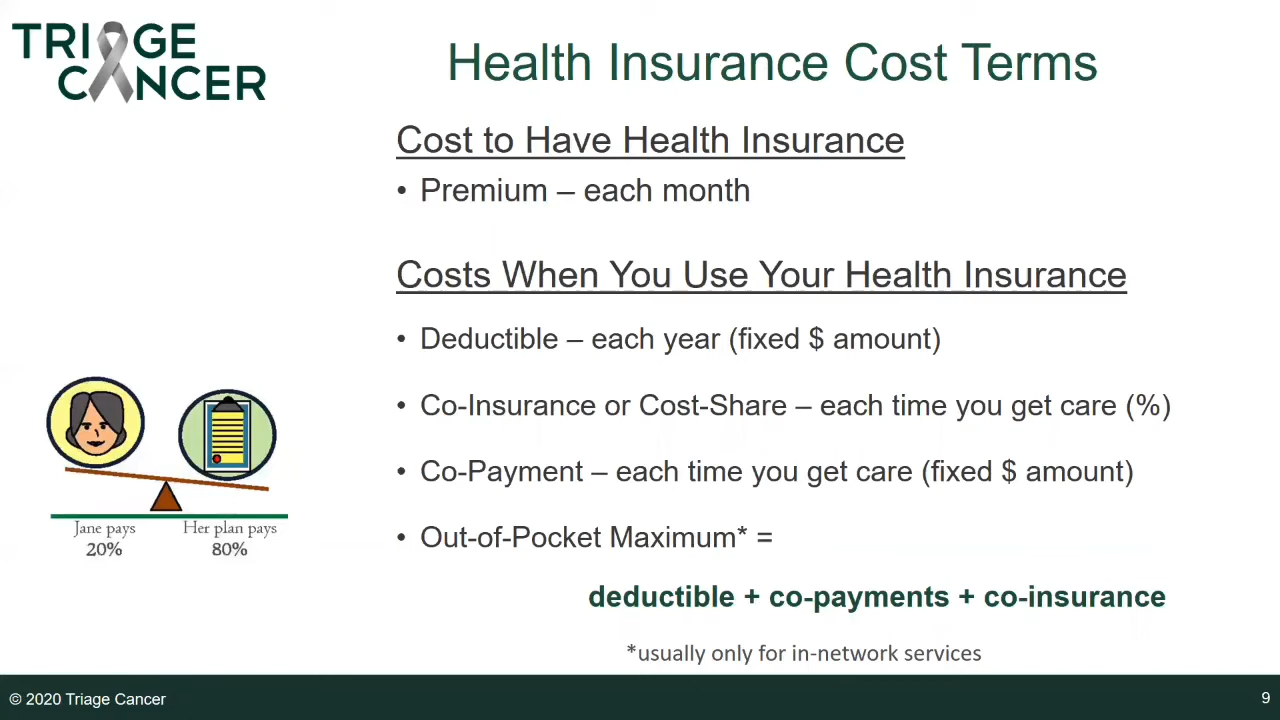 TRIAGE
CANCER
Health Insurance Cost Terms
Cost to Have Health Insurance
• Premium – each month
Costs When You Use Your Health Insurance
• Deductible – each year (fixed $ amount)
• Co-Insurance or Cost-Share – each time you get care (%)
• Co-Payment – each time you get care (fixed $ amount)
• Out-of-Pocket Maximum* =
deductible + co-payments + co-insurance
*usually only for in-network services
Jane pays
20%
Her plan pays
80%
© 2020 Triage Cancer
9